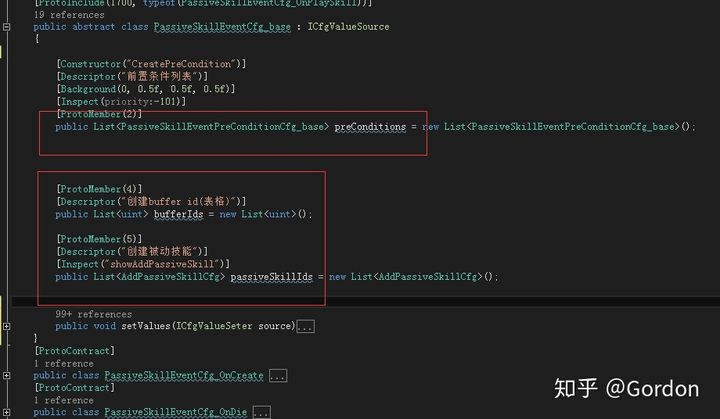 [ProtoInclude(1700, typeof(PassiveSkillEventCfg_OnPlaySkill))]
19 references
public abstract class PassiveSkillEventCfg_base : ICfgValueSource
{
[Constructor("CreatePreCondition")]
[Descriptor("前置条件列表")]
[Background(0, 0.5f, 0.5f, 0.5f)]
[Inspect(priority:-101)]
[ProtoMember(2)]
public List<PassiveSkillEventPreConditionCfg_base> preConditions = new List<PassiveSkillEventPreConditionCfg_base>();
[ProtoMember(4)]
[Descriptor("创建buffer id(表格)")]
public List<uint> bufferIds = new List<uint>();
[ProtoMember(5)]
[Descriptor("创建被动技能")]
[Inspect("showAddPassiveSkill")]
public List<AddPassiveSkillCfg> passiveSkillIds = new List<AddPassiveSkillCfg>();
99+ references
public void setValues(ICfgValueSeter source)...
}
[ProtoContract]
1 reference
public class PassiveSkillEventCfg_OnCreate ...
[ProtoContract]
1 reference
public class PassiveSkillEventCfg_OnDie ...
知乎 @Gordon